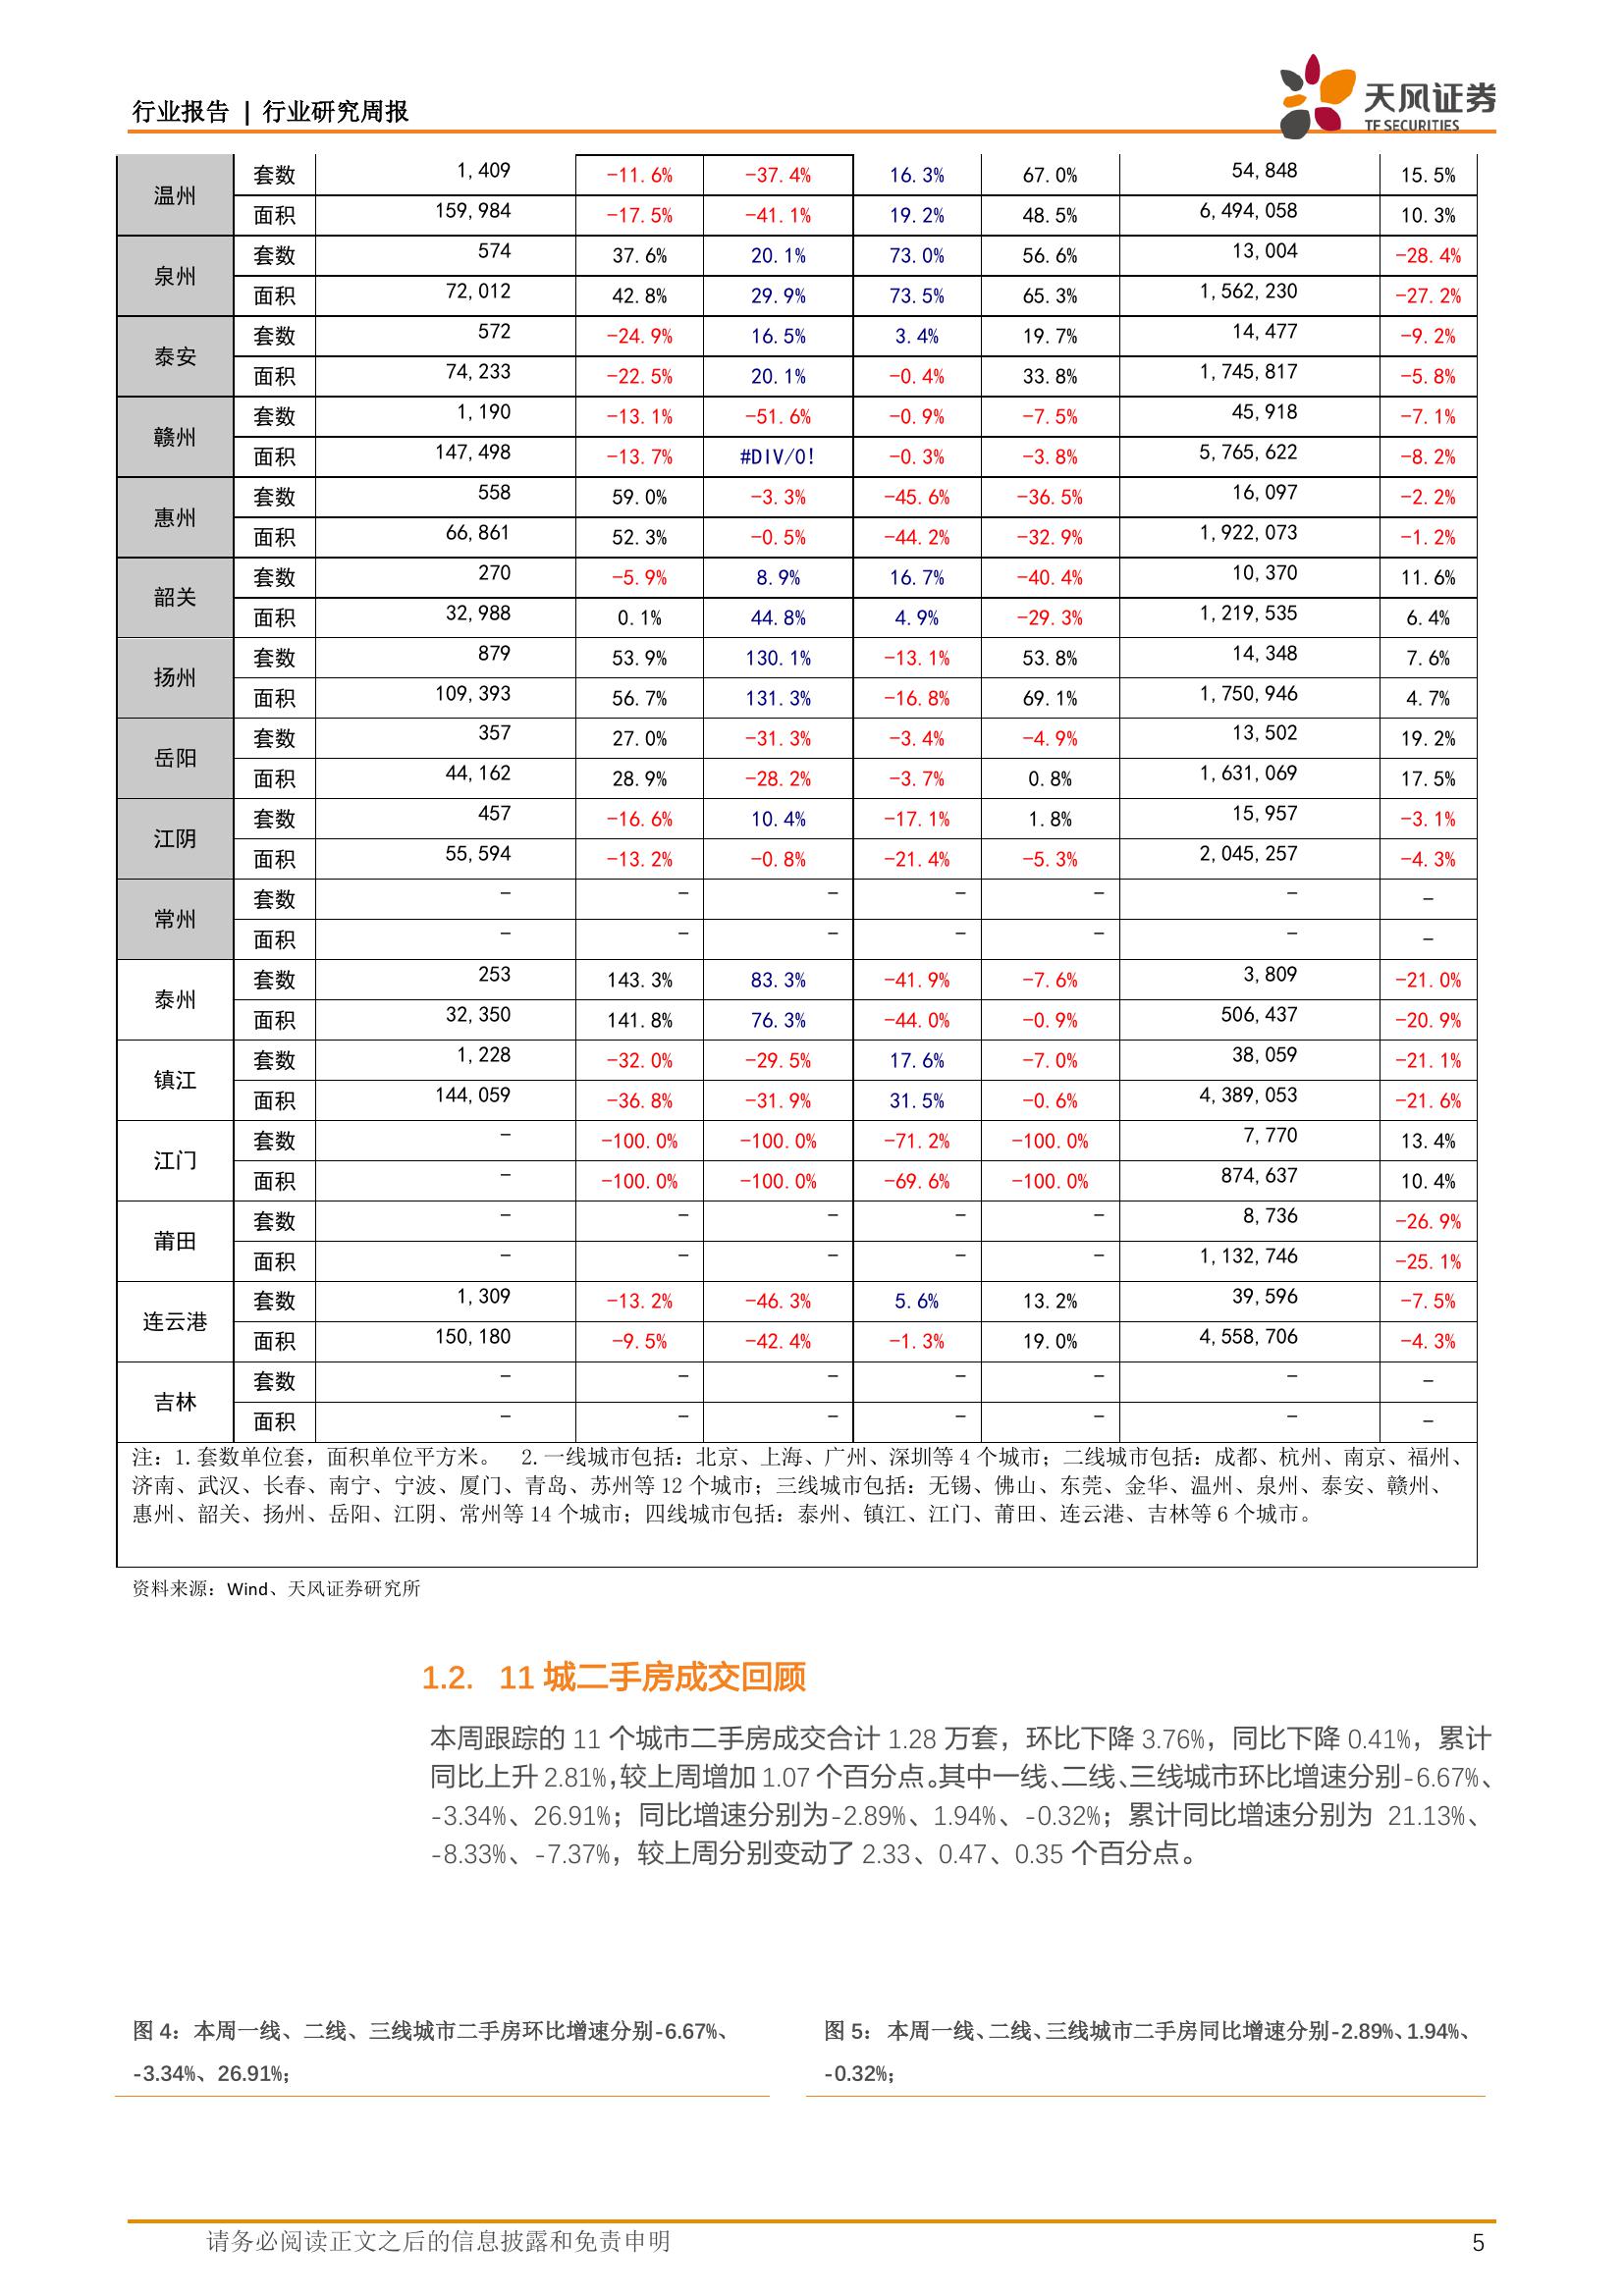 行业报告 | 行业研究周报
天风证券
TF SECURITIES
温州 套数 1,409 -11.6% -37.4% 16.3% 67.0% 54,848 15.5%
面积 159,984 -17.5% -41.1% 19.2% 48.5% 6,494,058 10.3%
泉州 套数 574 37.6% 20.1% 73.0% 56.6% 13,004 -28.4%
面积 72,012 42.8% 29.9% 73.5% 65.3% 1,562,230 -27.2%
泰安 套数 572 -24.9% 16.5% 3.4% 19.7% 14,477 -9.2%
面积 74,233 -22.5% 20.1% -0.4% 33.8% 1,745,817 -5.8%
赣州 套数 1,190 -13.1% -51.6% -0.9% -7.5% 45,918 -7.1%
面积 147,498 -13.7% #DIV/0! -0.3% -3.8% 5,765,622 -8.2%
惠州 套数 558 59.0% -3.3% -45.6% -36.5% 16,097 -2.2%
面积 66,861 52.3% -0.5% -44.2% -32.9% 1,922,073 -1.2%
韶关 套数 270 -5.9% 8.9% 16.7% -40.4% 10,370 11.6%
面积 32,988 0.1% 44.8% 4.9% -29.3% 1,219,535 6.4%
扬州 套数 879 53.9% 130.1% -13.1% 53.8% 14,348 7.6%
面积 109,393 56.7% 131.3% -16.8% 69.1% 1,750,946 4.7%
岳阳 套数 357 27.0% -31.3% -3.4% -4.9% 13,502 19.2%
面积 44,162 28.9% -28.2% -3.7% 0.8% 1,631,069 17.5%
江阴 套数 457 -16.6% 10.4% -17.1% 1.8% 15,957 -3.1%
面积 55,594 -13.2% -0.8% -21.4% -5.3% 2,045,257 -4.3%
常州 套数 - - - - - - -
面积 - - - - - - -
泰州 套数 253 143.3% 83.3% -41.9% -7.6% 3,809 -21.0%
面积 32,350 141.8% 76.3% -44.0% -0.9% 506,437 -20.9%
镇江 套数 1,228 -32.0% -29.5% 17.6% -7.0% 38,059 -21.1%
面积 144,059 -36.8% -31.9% 31.5% -0.6% 4,389,053 -21.6%
江门 套数 - -100.0% -100.0% -71.2% -100.0% 7,770 13.4%
面积 - -100.0% -100.0% -69.6% -100.0% 874,637 10.4%
莆田 套数 - - - - - 8,736 -26.9%
面积 - - - - - 1,132,746 -25.1%
连云港 套数 1,309 -13.2% -46.3% 5.6% 13.2% 39,596 -7.5%
面积 150,180 -9.5% -42.4% -1.3% 19.0% 4,558,706 -4.3%
吉林 套数 - - - - - - -
面积 - - - - - - -
注：1.套数单位套，面积单位平方米。 2.一线城市包括：北京、上海、广州、深圳等 4 个城市；二线城市包括：成都、杭州、南京、福州、
济南、武汉、长春、南宁、宁波、厦门、青岛、苏州等 12 个城市；三线城市包括：无锡、佛山、东莞、金华、温州、泉州、泰安、赣州、
惠州、韶关、扬州、岳阳、江阴、常州等 14 个城市；四线城市包括：泰州、镇江、江门、莆田、连云港、吉林等 6 个城市。
资料来源：Wind、天风证券研究所
1.2. 11 城二手房成交回顾
本周跟踪的 11 个城市二手房成交合计 1.28 万套，环比下降 3.76%，同比下降 0.41%，累计
同比上升 2.81%，较上周增加 1.07 个百分点。其中一线、二线、三线城市环比增速分别-6.67%、
-3.34%、26.91%；同比增速分别为-2.89%、1.94%、-0.32%；累计同比增速分别为 21.13%、
-8.33%、-7.37%，较上周分别变动了 2.33、0.47、0.35 个百分点。
图 4：本周一线、二线、三线城市二手房环比增速分别-6.67%、
-3.34%、26.91%；
图 5：本周一线、二线、三线城市二手房同比增速分别-2.89%、1.94%、
-0.32%；
请务必阅读正文之后的信息披露和免责申明 5